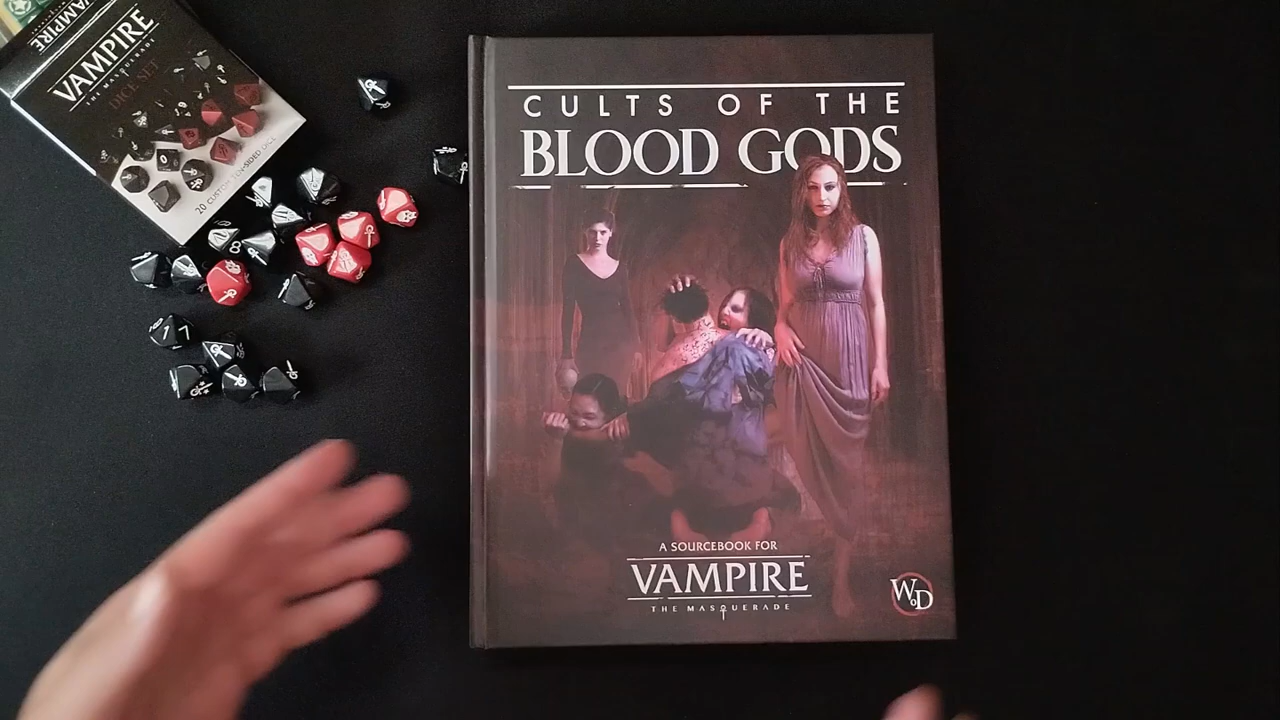 VAMPIRE
VAMPIRE
THE MASQUERADE
DICE SET
20 CUSTOM TEN-SIDED DICE
CULTS OF THE
BLOOD GODS
A SOURCEBOOK FOR
VAMPIRE
THE MASQUERADE
WoD